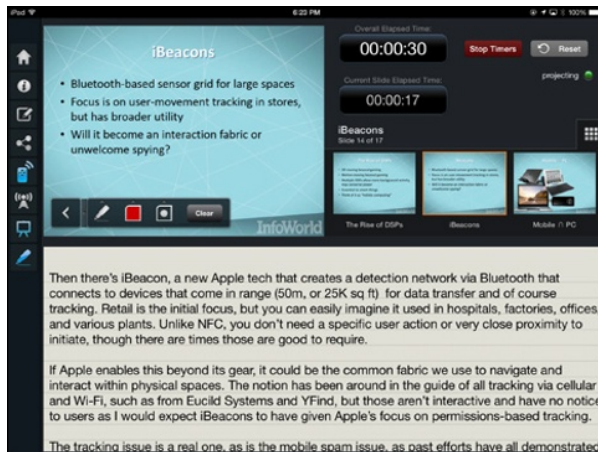 iPad
6:23 PM
100%
iBeacons
• Bluetooth-based sensor grid for large spaces
• Focus is on user-movement tracking in stores,
but has broader utility
• Will it become an interaction fabric or
unwelcome spying?
Clear
InfoWorld
Overall Elapsed Time:
00:00:30
Stop Timers
Reset
Current Slide Elapsed Time:
00:00:17
projecting
iBeacons
Slide 14 of 17
The Rise of DSPs
iBeacons
Mobile ∩ PC
Then there's iBeacon, a new Apple tech that creates a detection network via Bluetooth that
connects to devices that come in range (50m, or 25K sq ft) for data transfer and of course
tracking. Retail is the initial focus, but you can easily imagine it used in hospitals, factories, offices,
and various plants. Unlike NFC, you don't need a specific user action or very close proximity to
initiate, though there are times those are good to require.
If Apple enables this beyond its gear, it could be the common fabric we use to navigate and
interact within physical spaces. The notion has been around in the guide of all tracking via cellular
and Wi-Fi, such as from Eucild Systems and YFind, but those aren't interactive and have no notice
to users as I would expect iBeacons to have given Apple's focus on permissions-based tracking.
The tracking issue is a real one, as is the mobile spam issue, as past efforts have all demonstrated